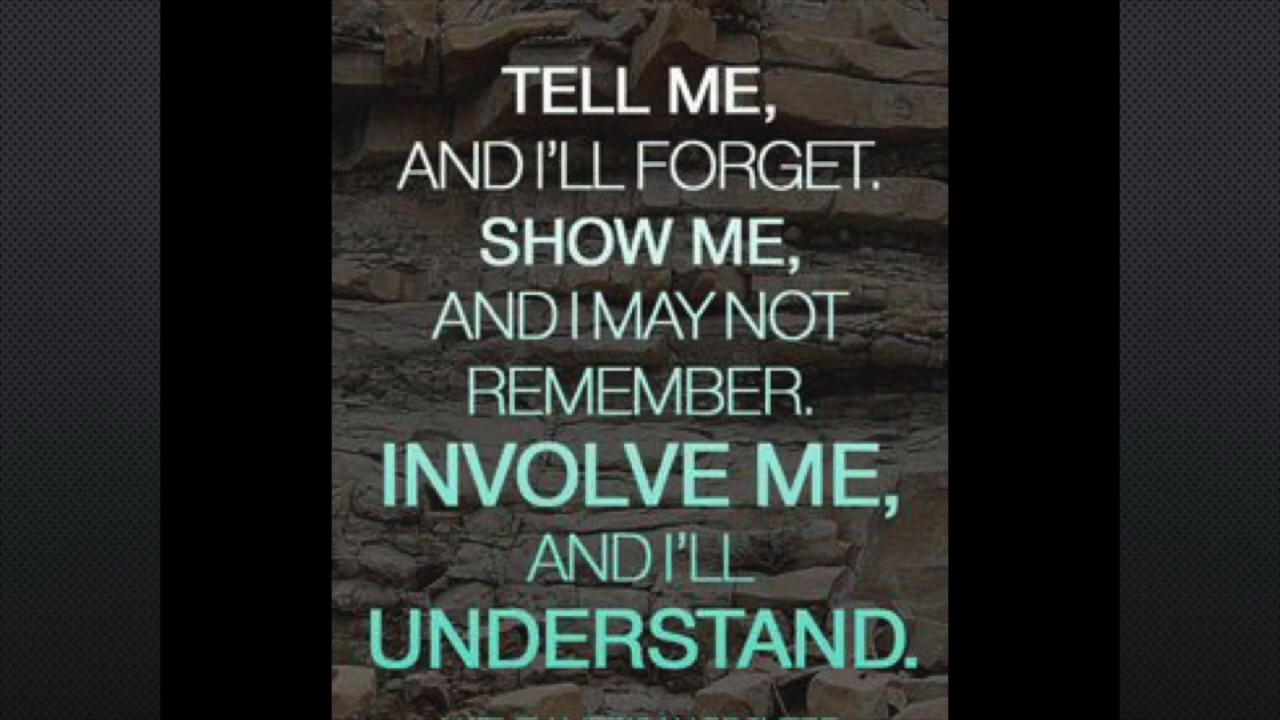 TELL ME,
AND I'LL FORGET.
SHOW ME,
AND I MAY NOT
REMEMBER.
INVOLVE ME,
AND I'LL
UNDERSTAND.